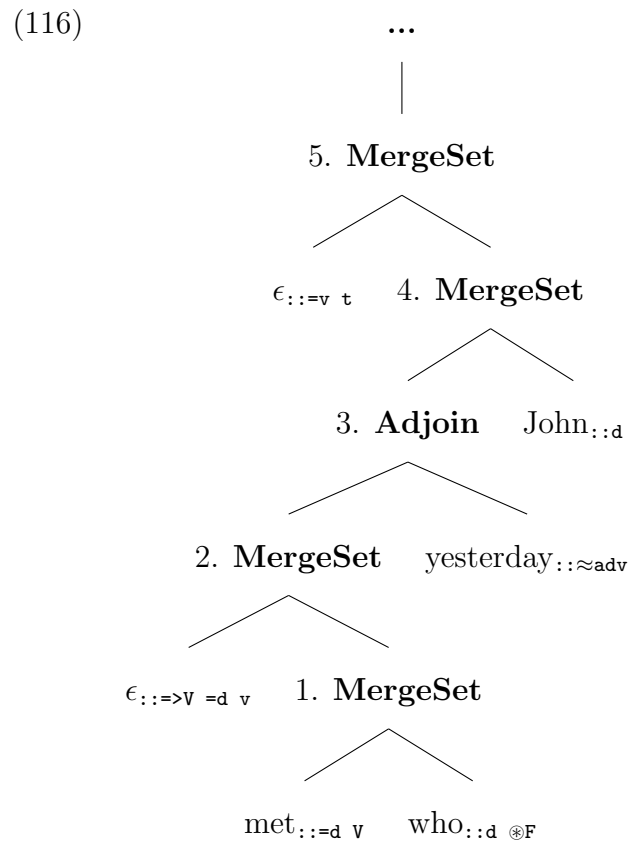 (116) ...
5. MergeSet
ϵ::=v t 4. MergeSet
3. Adjoin John::d
2. MergeSet yesterday::≈adv
ϵ::=>V =d v 1. MergeSet
met::=d V who::d ⊛F